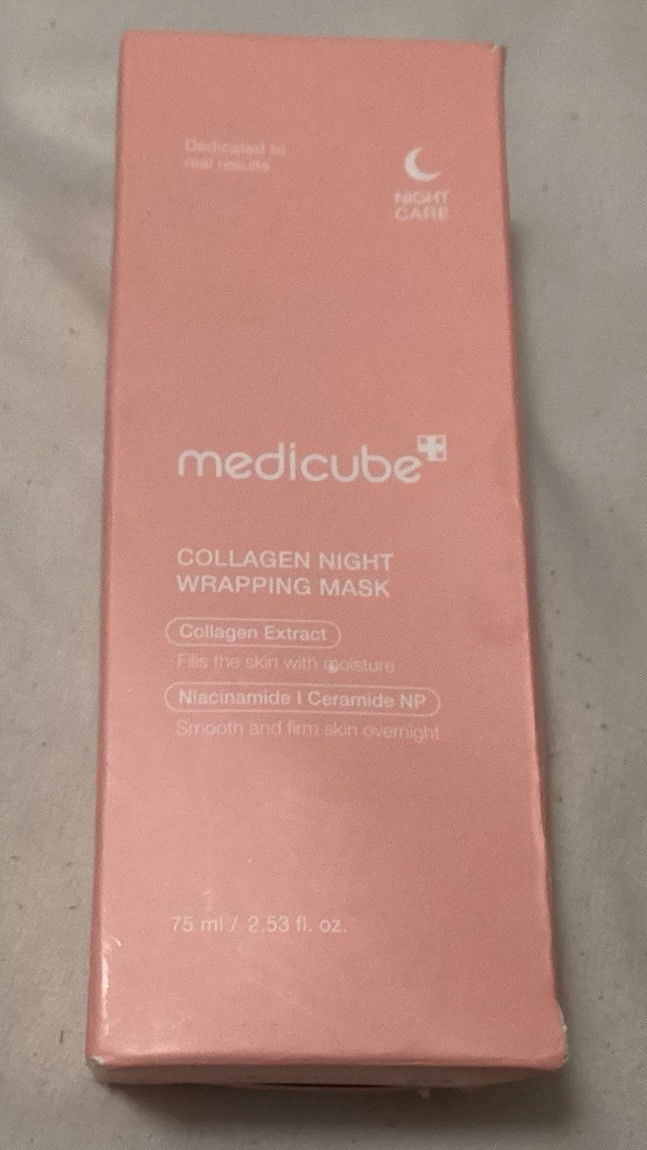 Dedicated to
real results
NIGHT
CARE
medicube
COLLAGEN NIGHT
WRAPPING MASK
Collagen Extract
Fills the skin with moisture
Niacinamide | Ceramide NP
Smooth and firm skin overnight
75 ml / 2.53 fl. oz.